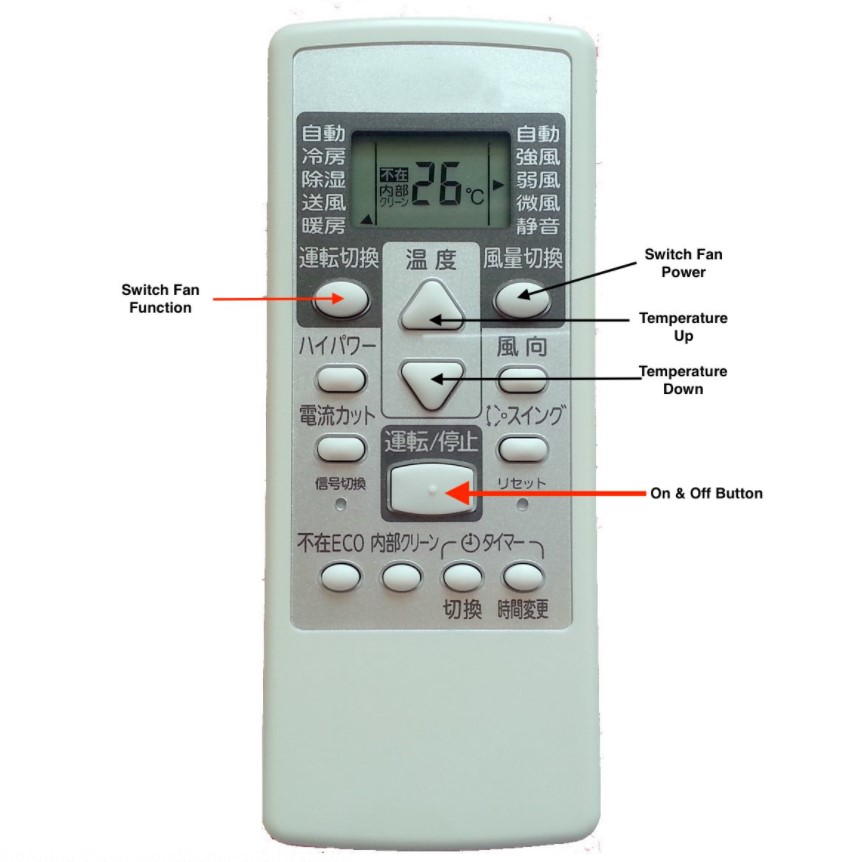 自動
冷房
除湿
送風
暖房
不在
内部
クリーン
26℃
自動
強風
弱風
微風
静音
運転切換
温度
風量切換
Switch Fan
Function
Switch Fan
Power
Temperature
Up
ハイパワー
風向
Temperature
Down
電流カット
スイング
運転/停止
信号切換
リセット
On & Off Button
不在ECO
内部クリーン
タイマー
切換
時間変更